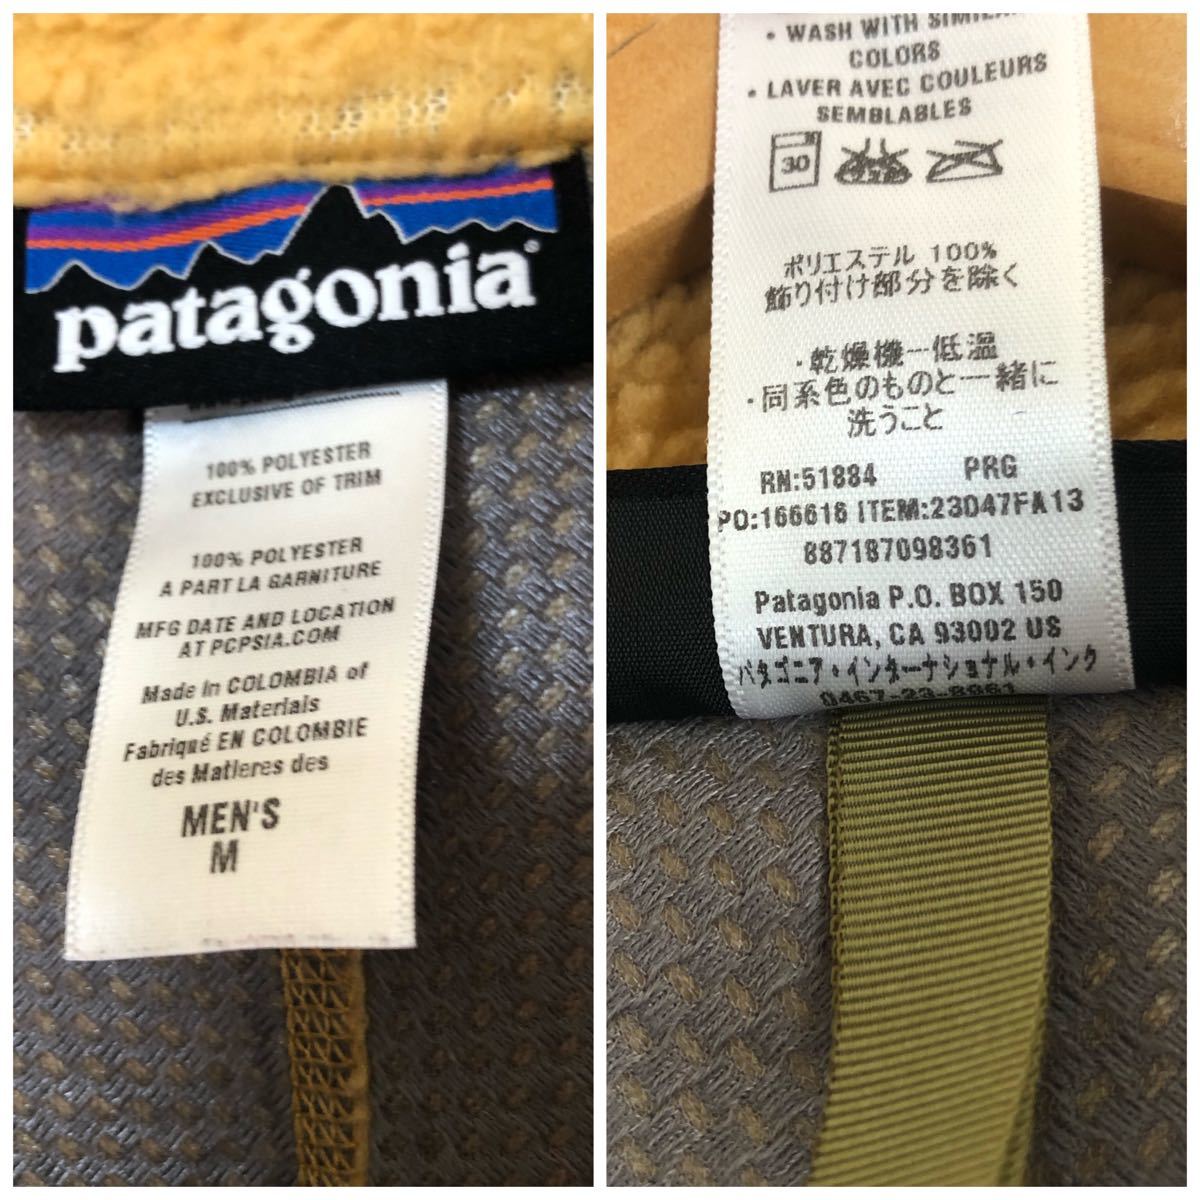 patagonia
100% POLYESTER
EXCLUSIVE OF TRIM
100% POLYESTER
A PART LA GARNITURE
MFG DATE AND LOCATION
AT PCPSIA.COM
Made in COLOMBIA of
U.S. Materials
Fabriqué EN COLOMBIE
des Matieres des
MEN'S
M
• WASH WITH SIMILAR
COLORS
• LAVER AVEC COULEURS
SEMBLABLES
30
ポリエステル 100%
飾り付け部分を除く
・乾燥機ー低温
・同系色のものと一緒に
洗うこと
RN:51884 PRG
PO:166616 ITEM:23047FA13
887187098361
Patagonia P.O. BOX 150
VENTURA, CA 93002 US
パタゴニア・インターナショナル・インク
0467-23-8961